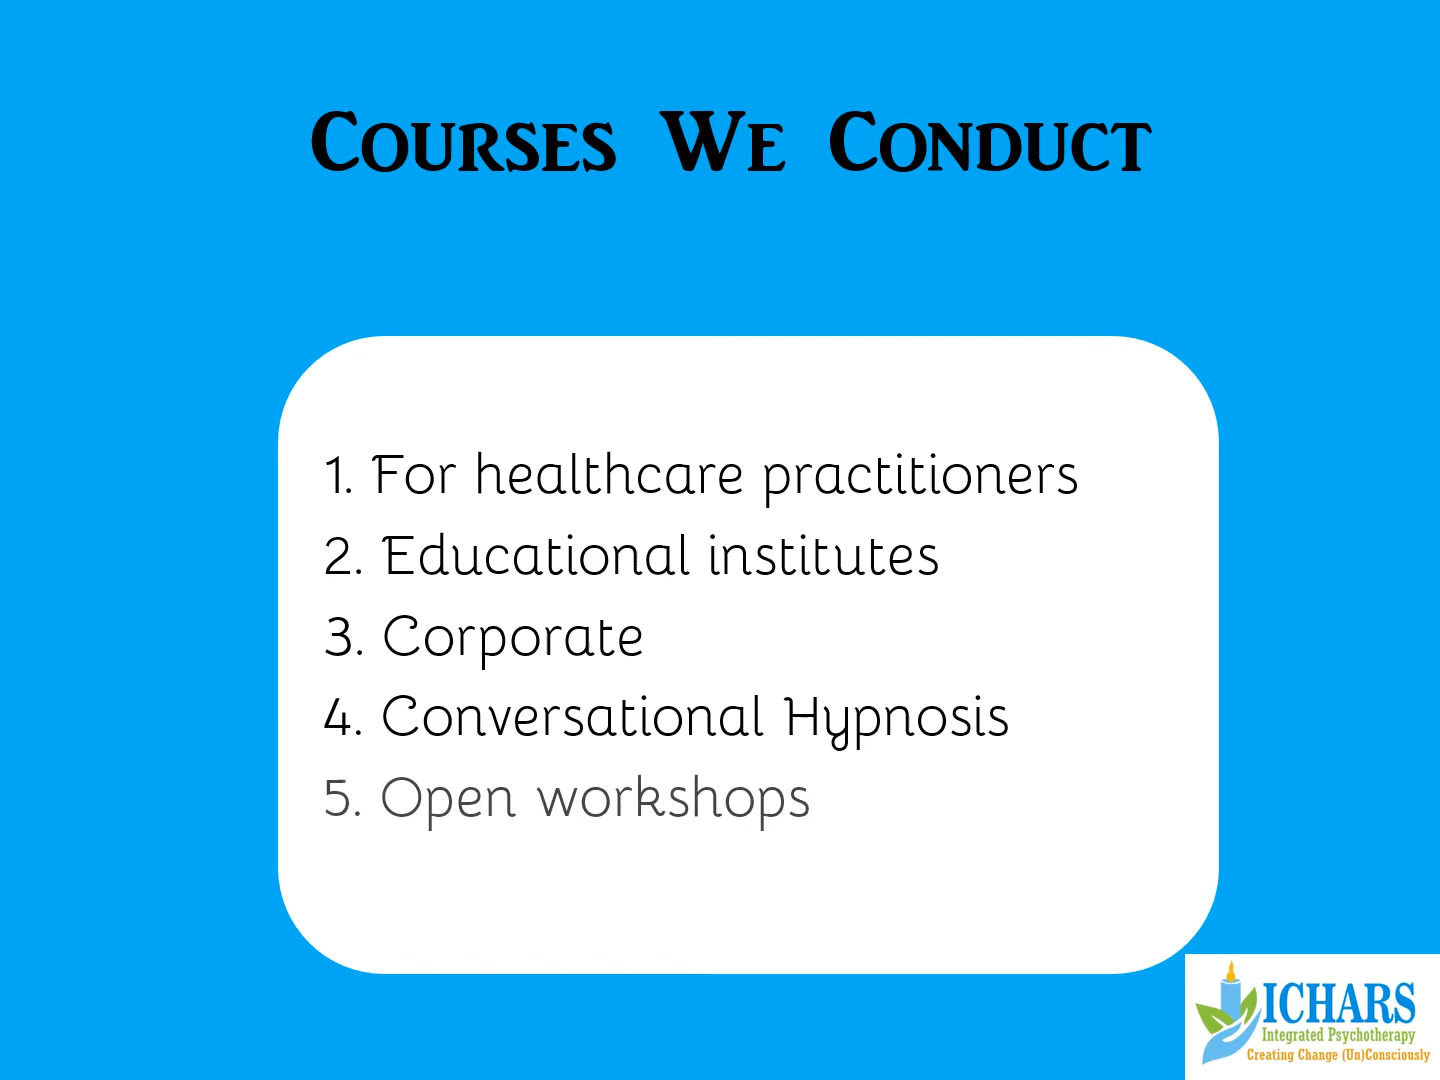 Courses We Conduct
1. For healthcare practitioners
2. Educational institutes
3. Corporate
4. Conversational Hypnosis
5. Open workshops
ICHARS
Integrated Psychotherapy
Creating Change (Un)Consciously